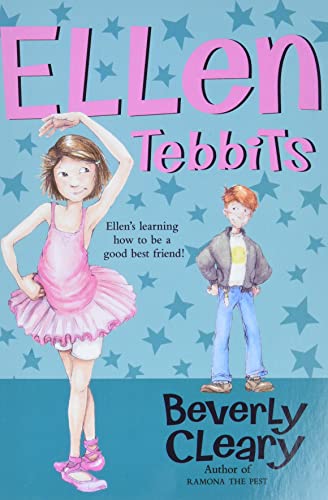 ELLen
TebbiTs
Ellen's learning
how to be a
good best friend!
Beverly
CLeary
Author of
RAMONA THE PEST